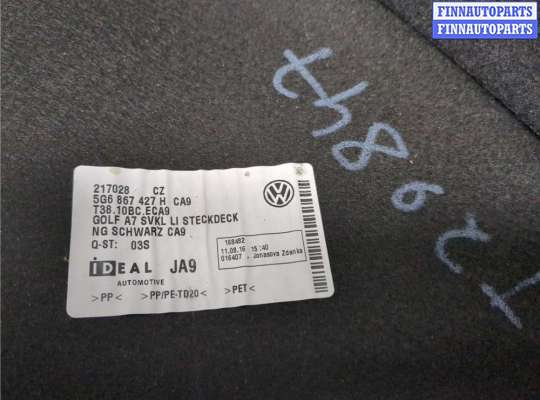 FINNAUTOPARTS
FINNAUTOPARTS
217028 CZ
5G6 867 427 H CA9
T38.10BC.ECA9
GOLF A7 SVKL LI STECKDECK
NG SCHWARZ CA9
Q-ST: 03S
168492
11.08.16 15:40
016407 - Jonasova Zdenka
IDEAL JA9
AUTOMOTIVE
>PP< >PP/PE-TD20< >PET<